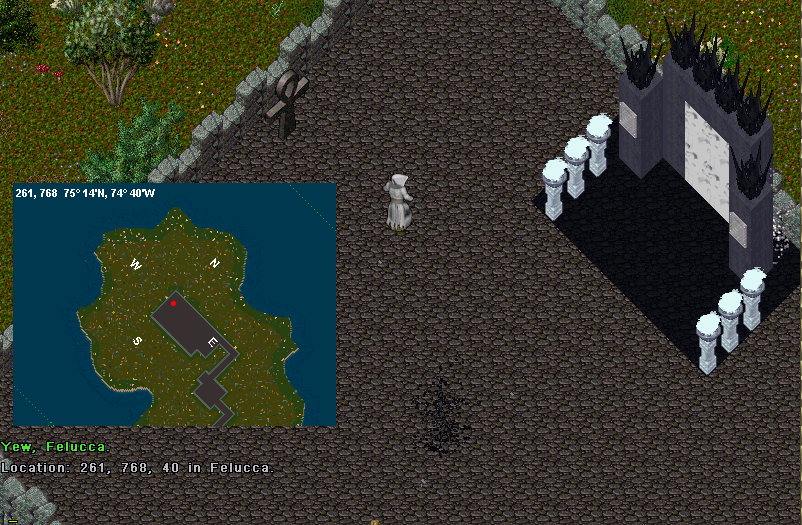 261, 768 75° 14'N, 74° 40'W
W N
S E
Yew, Felucca.
Location: 261, 768, 40 in Felucca.